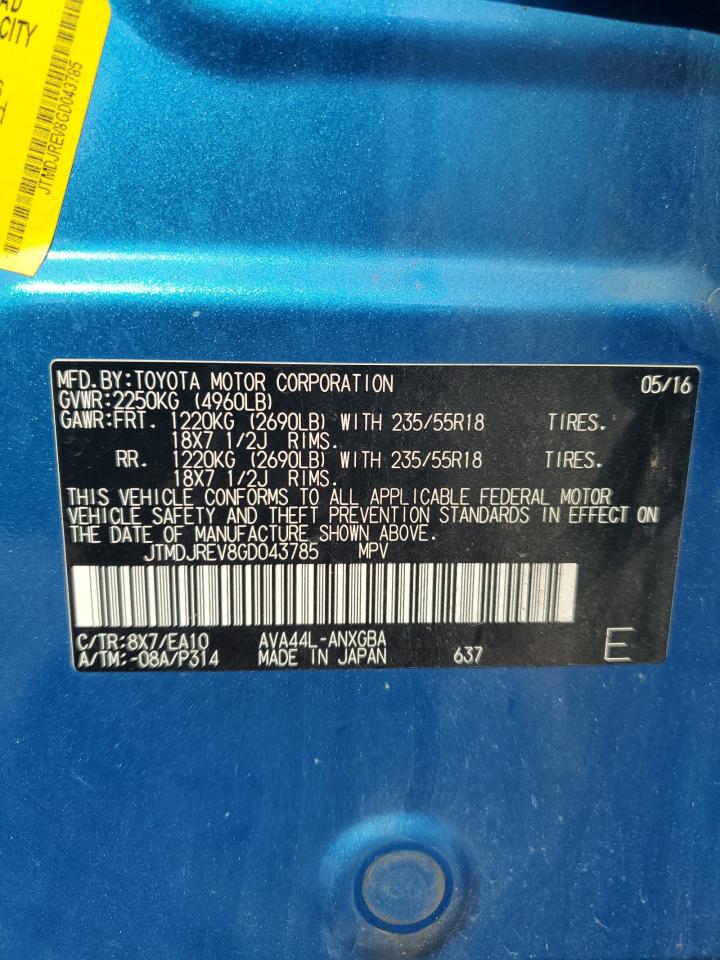 CITY
JTMDJREV8GD043785
MFD.BY:TOYOTA MOTOR CORPORATION 05/16
GVWR:2250KG (4960LB)
GAWR:FRT. 1220KG (2690LB) WITH 235/55R18 TIRES.
18X7 1/2J RIMS.
RR. 1220KG (2690LB) WITH 235/55R18 TIRES.
18X7 1/2J RIMS.
THIS VEHICLE CONFORMS TO ALL APPLICABLE FEDERAL MOTOR
VEHICLE SAFETY AND THEFT PREVENTION STANDARDS IN EFFECT ON
THE DATE OF MANUFACTURE SHOWN ABOVE.
JTMDJREV8GD043785 MPV
C/TR:8X7/EA10 AVA44L-ANXGBA
A/TM:-08A/P314 MADE IN JAPAN 637 E